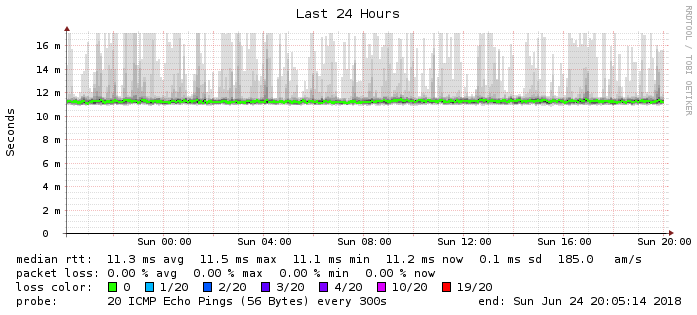 Last 24 Hours
RRDTOOL / TOBI OETIKER
Seconds
16 m
14 m
12 m
10 m
8 m
6 m
4 m
2 m
0
Sun 00:00 Sun 04:00 Sun 08:00 Sun 12:00 Sun 16:00 Sun 20:00
median rtt: 11.3 ms avg 11.5 ms max 11.1 ms min 11.2 ms now 0.1 ms sd 185.0 am/s
packet loss: 0.00 % avg 0.00 % max 0.00 % min 0.00 % now
loss color: 0 1/20 2/20 3/20 4/20 10/20 19/20
probe: 20 ICMP Echo Pings (56 Bytes) every 300s end: Sun Jun 24 20:05:14 2018